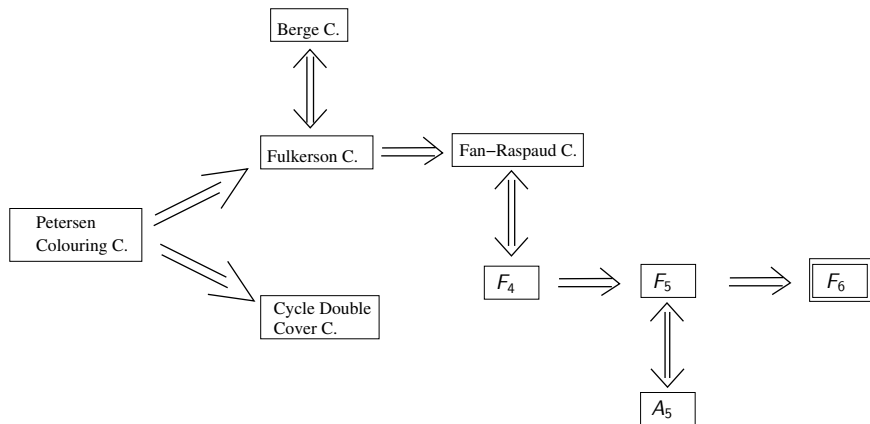 Berge C.
Fulkerson C.
Fan−Raspaud C.
Petersen
Colouring C.
F₄
F₅
F₆
Cycle Double
Cover C.
A₅